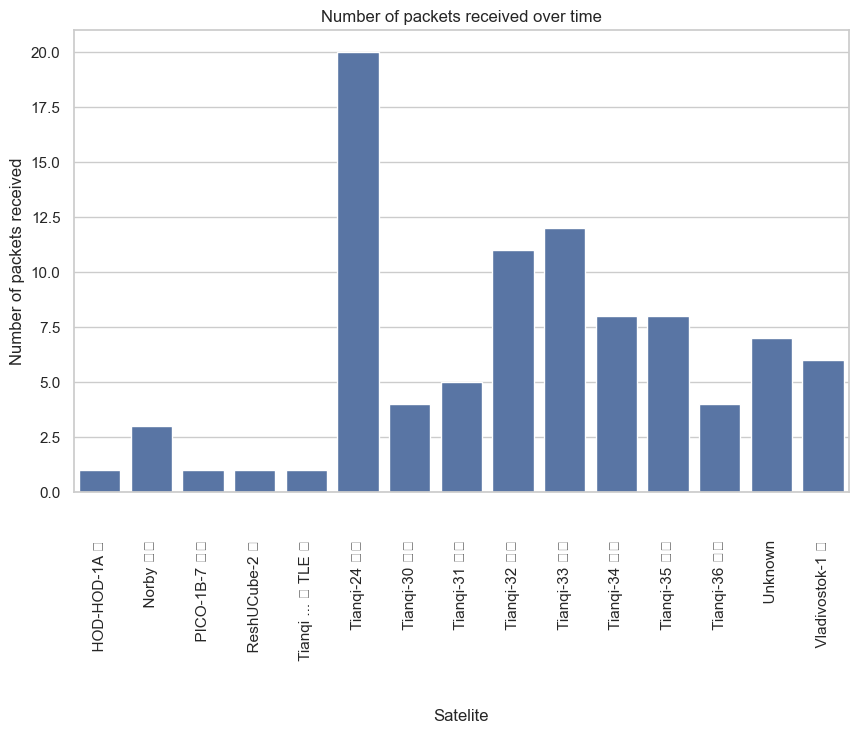 Number of packets received over time
Number of packets received
20.0
17.5
15.0
12.5
10.0
7.5
5.0
2.5
0.0
HOD-HOD-1A □
Norby □ □
PICO-1B-7 □ □
ReshUCube-2 □
Tianqi ... □ TLE □
Tianqi-24 □ □
Tianqi-30 □ □
Tianqi-31 □ □
Tianqi-32 □ □
Tianqi-33 □ □
Tianqi-34 □ □
Tianqi-35 □ □
Tianqi-36 □ □
Unknown
Vladivostok-1 □
Satelite